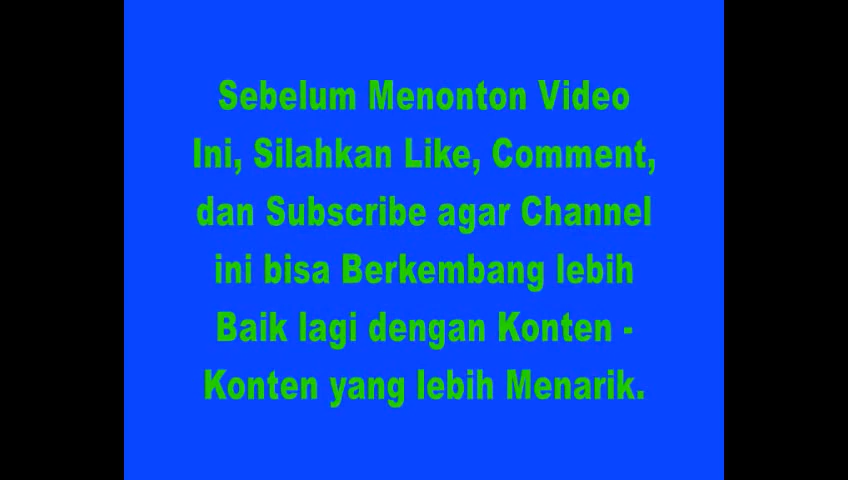 Sebelum Menonton Video
Ini, Silahkan Like, Comment,
dan Subscribe agar Channel
ini bisa Berkembang lebih
Baik lagi dengan Konten -
Konten yang lebih Menarik.